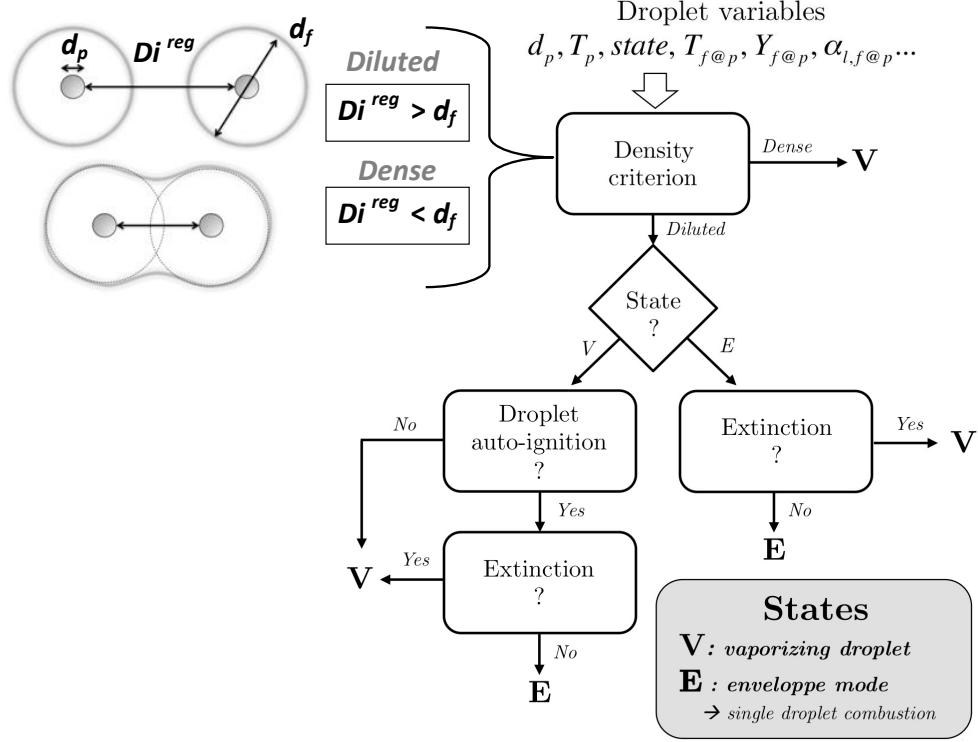 d_p
Di^reg
d_f
Diluted
Di^reg > d_f
Dense
Di^reg < d_f
Droplet variables
d_p, T_p, state, T_f@p, Y_f@p, α_l,f@p...
Density
criterion
Dense
V
Diluted
State
?
V
E
Droplet
auto-ignition
?
No
Yes
Extinction
?
Yes
V
No
E
Extinction
?
Yes
V
No
E
States
V : vaporizing droplet
E : enveloppe mode
→ single droplet combustion